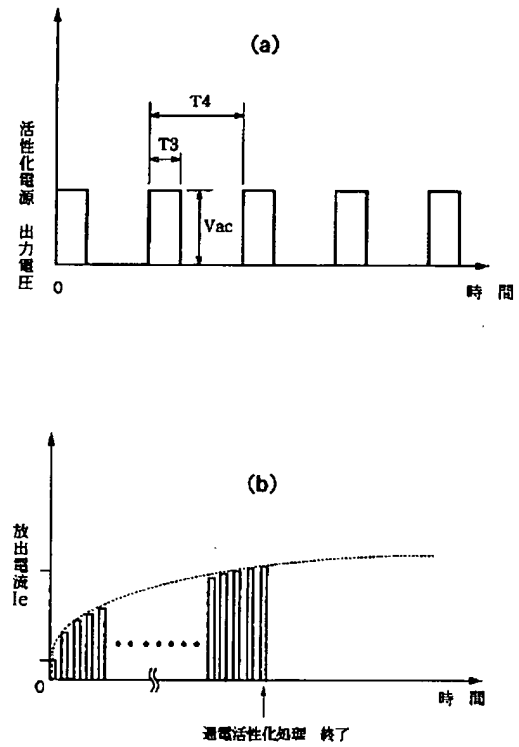 (a)
T4
T3
Vac
活性化電源 出力電圧
0
時 間
(b)
放出電流
Ie
0
時 間
通電活性化処理 終了